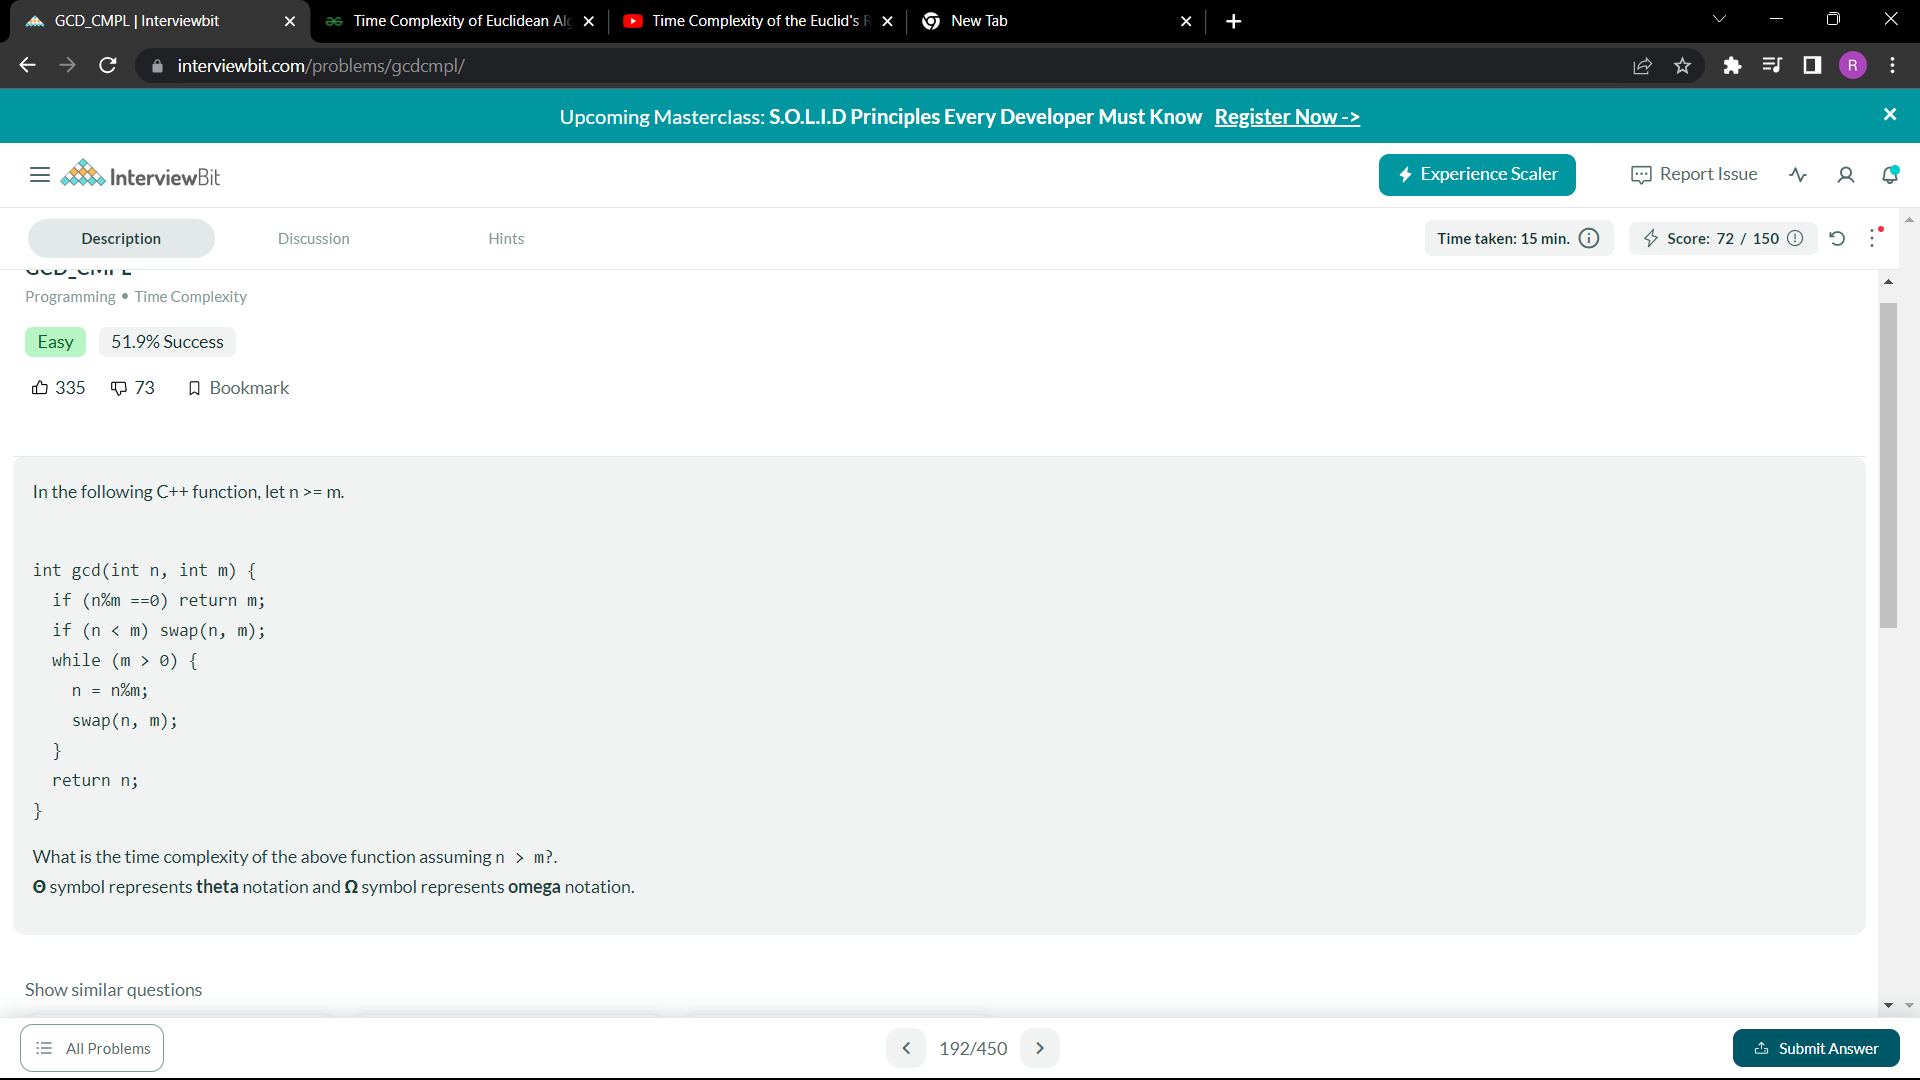 GCD_CMPL | Interviewbit
Time Complexity of Euclidean Al
Time Complexity of the Euclid's
New Tab
interviewbit.com/problems/gcdcmpl/
R
Upcoming Masterclass: S.O.L.I.D Principles Every Developer Must Know Register Now ->
InterviewBit
Experience Scaler
Report Issue
Description
Discussion
Hints
Time taken: 15 min.
Score: 72 / 150
GCD_CMPL
Programming • Time Complexity
Easy
51.9% Success
335
73
Bookmark
In the following C++ function, let n >= m.
int gcd(int n, int m) {
if (n%m ==0) return m;
if (n < m) swap(n, m);
while (m > 0) {
n = n%m;
swap(n, m);
}
return n;
}
What is the time complexity of the above function assuming n > m?.
Θ symbol represents theta notation and Ω symbol represents omega notation.
Show similar questions
All Problems
192/450
Submit Answer